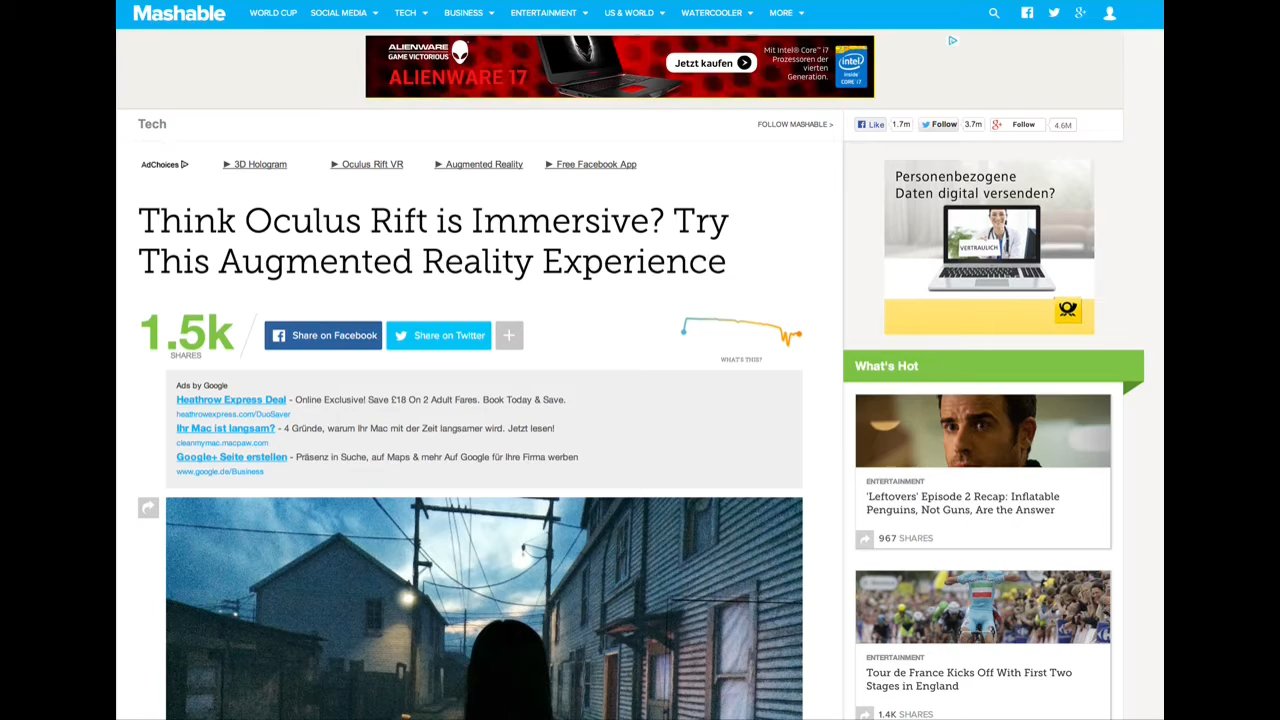 Mashable
WORLD CUP
SOCIAL MEDIA
TECH
BUSINESS
ENTERTAINMENT
US & WORLD
WATERCOOLER
MORE
ALIENWARE
GAME VICTORIOUS
ALIENWARE 17
Jetzt kaufen
Mit Intel® Core™ i7
Prozessoren der
vierten
Generation.
intel
inside
CORE i7
Tech
FOLLOW MASHABLE >
Like
1.7m
Follow
3.7m
Follow
4.6M
AdChoices
► 3D Hologram
► Oculus Rift VR
► Augmented Reality
► Free Facebook App
Think Oculus Rift is Immersive? Try
This Augmented Reality Experience
1.5k
SHARES
Share on Facebook
Share on Twitter
WHAT'S THIS?
Ads by Google
Heathrow Express Deal - Online Exclusive! Save £18 On 2 Adult Fares. Book Today & Save.
heathrowexpress.com/DuoSaver
Ihr Mac ist langsam? - 4 Gründe, warum Ihr Mac mit der Zeit langsamer wird. Jetzt lesen!
cleanmymac.macpaw.com
Google+ Seite erstellen - Präsenz in Suche, auf Maps & mehr Auf Google für Ihre Firma werben
www.google.de/Business
Personenbezogene
Daten digital versenden?
VERTRAULICH
What's Hot
ENTERTAINMENT
'Leftovers' Episode 2 Recap: Inflatable
Penguins, Not Guns, Are the Answer
967 SHARES
ENTERTAINMENT
Tour de France Kicks Off With First Two
Stages in England
1.4K SHARES